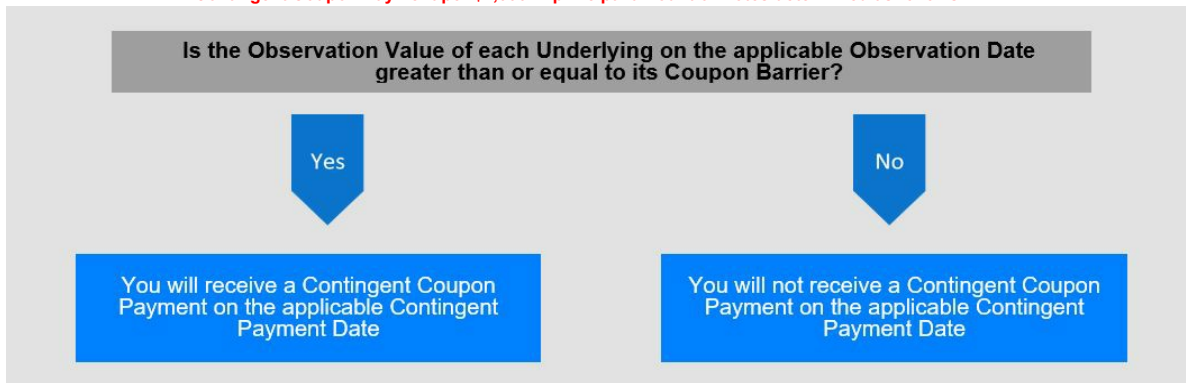 Is the Observation Value of each Underlying on the applicable Observation Date
greater than or equal to its Coupon Barrier?
Yes
No
You will receive a Contingent Coupon
Payment on the applicable Contingent
Payment Date
You will not receive a Contingent Coupon
Payment on the applicable Contingent
Payment Date